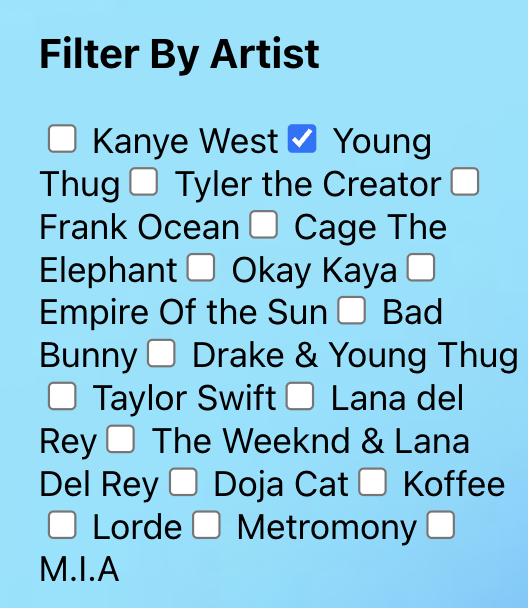 Filter By Artist
Kanye West Young
Thug Tyler the Creator
Frank Ocean Cage The
Elephant Okay Kaya
Empire Of the Sun Bad
Bunny Drake & Young Thug
Taylor Swift Lana del
Rey The Weeknd & Lana
Del Rey Doja Cat Koffee
Lorde Metromony
M.I.A